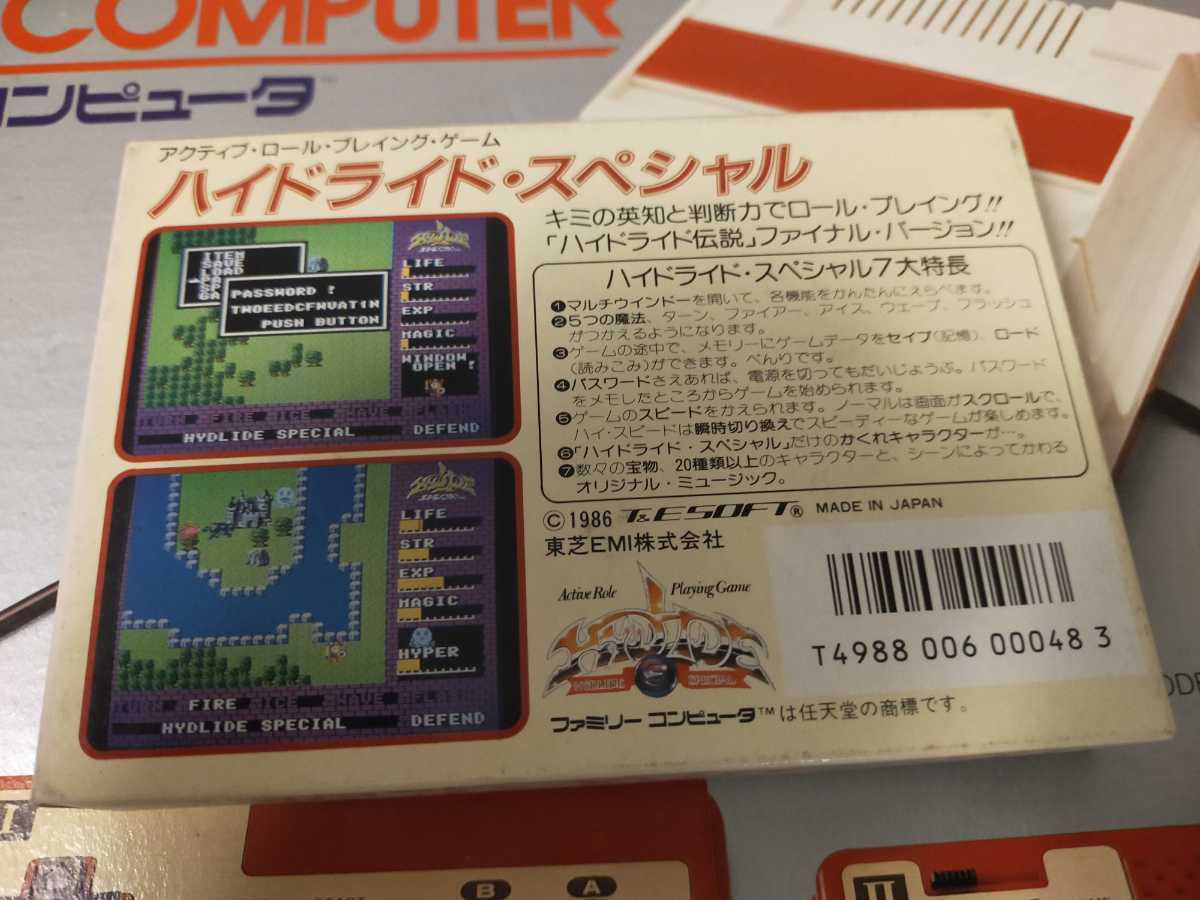 COMPUTER
コンピュータ™
アクティブ・ロール・プレイング・ゲーム
ハイドライド・スペシャル
キミの英知と判断力でロール・プレイング!!
「ハイドライド伝説」ファイナル・バージョン!!
ハイドライド・スペシャル7大特長
❶マルチウインドーを開いて、各機能をかんたんにえらべます。
❷5つの魔法、ターン、ファイアー、アイス、ウェーブ、フラッシュ
がつかえるようになります。
❸ゲームの途中で、メモリーにゲームデータをセイブ(記憶)、ロード
(読みこみ)ができます。べんりです。
❹パスワードさえあれば、電源を切ってもだいじょうぶ。パスワード
をメモしたところからゲームを始められます。
❺ゲームのスピードをかえられます。ノーマルは画面がスクロールで、
ハイ・スピードは瞬時切り換えでスピーディーなゲームが楽しめます。
❻「ハイドライド・スペシャル」だけのかくれキャラクターが…。
❼数々の宝物、20種類以上のキャラクターと、シーンによってかわる
オリジナル・ミュージック。
©1986 T&ESOFT® MADE IN JAPAN
東芝EMI株式会社
Active Role Playing Game
HYDLIDE
HYDLIDE SPECIAL
ファミリー コンピュータ™は任天堂の商標です。
T4988 006 00048 3
ITEM
SAVE
LOAD
PASSWORD ?
TWOEEDCFNVAT1N
PUSH BUTTON
LIFE
STR
EXP
MAGIC
WINDOW
OPEN !
TURN FIRE ICE WAVE FLASH
HYDLIDE SPECIAL DEFEND
LIFE
STR
EXP
MAGIC
HYPER
TURN FIRE ICE WAVE FLASH
HYDLIDE SPECIAL DEFEND
I
B
A
II